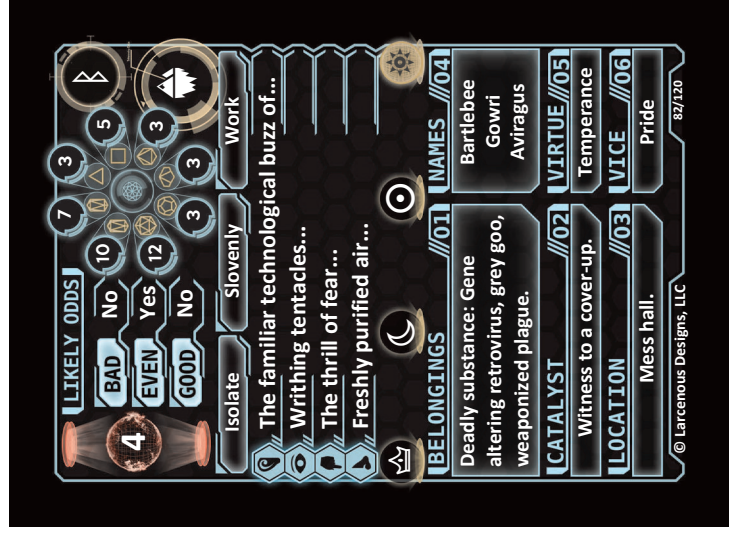 4
LIKELY ODDS
BAD No
EVEN Yes
GOOD No
10
7
3
5
3
3
3
12
ᛒ
Isolate
Slovenly
Work
The familiar technological buzz of...
Writhing tentacles...
The thrill of fear...
Freshly purified air...
BELONGINGS //01
Deadly substance: Gene
altering retrovirus, grey goo,
weaponized plague.
NAMES //04
Bartlebee
Gowri
Aviragus
CATALYST //02
Witness to a cover-up.
VIRTUE //05
Temperance
LOCATION //03
Mess hall.
VICE //06
Pride
© Larcenous Designs, LLC
82/120